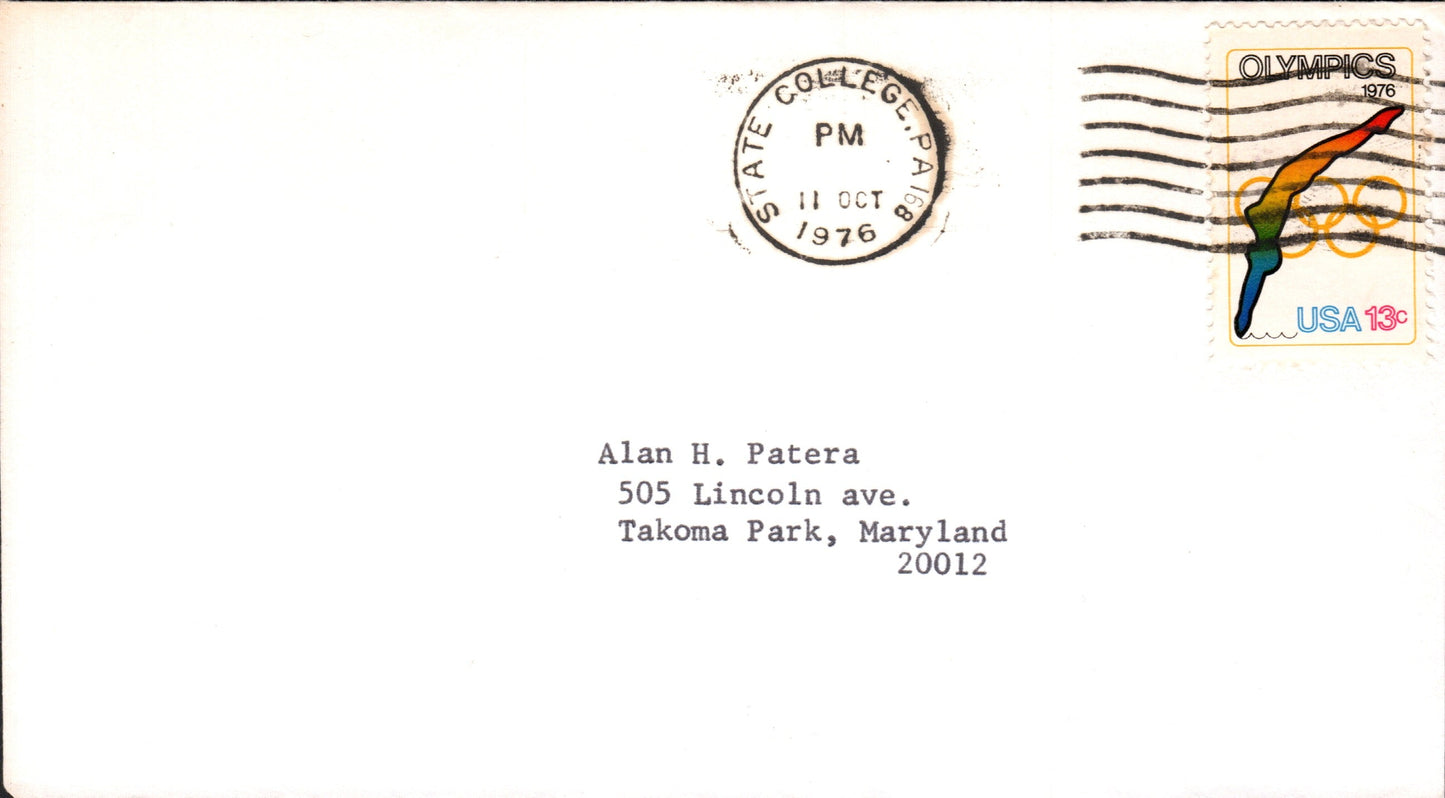 STATE COLLEGE, PA 168
PM
11 OCT
1976
OLYMPICS
1976
USA 13c
Alan H. Patera
505 Lincoln ave.
Takoma Park, Maryland
20012